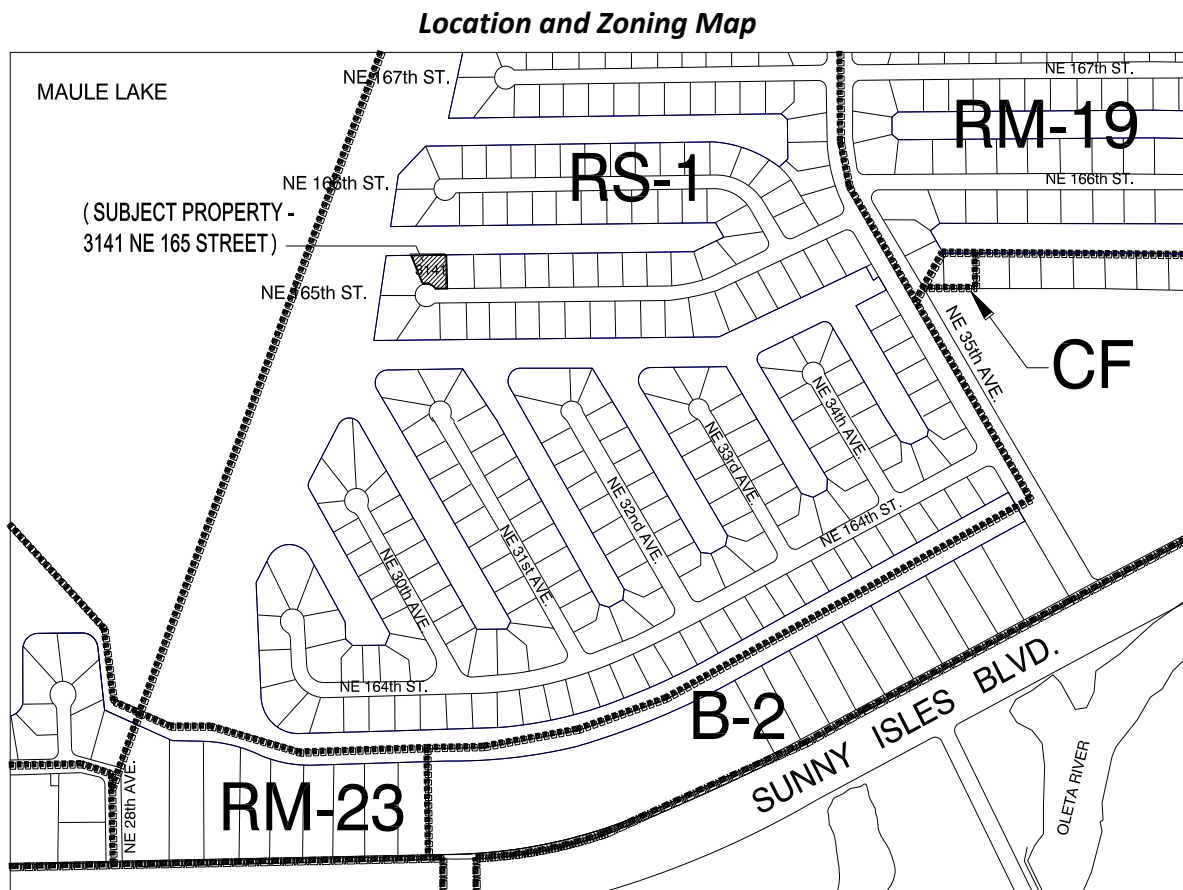 Location and Zoning Map
MAULE LAKE
NE 167th ST.
NE 167th ST.
RM-19
RS-1
NE 166th ST.
NE 166th ST.
( SUBJECT PROPERTY -
3141 NE 165 STREET )
3141
NE 165th ST.
NE 35th AVE.
CF
NE 34th AVE.
NE 33rd AVE.
NE 32nd AVE.
NE 31st AVE.
NE 30th AVE.
NE 164th ST.
NE 164th ST.
B-2
SUNNY ISLES BLVD.
OLETA RIVER
RM-23
NE 28th AVE.